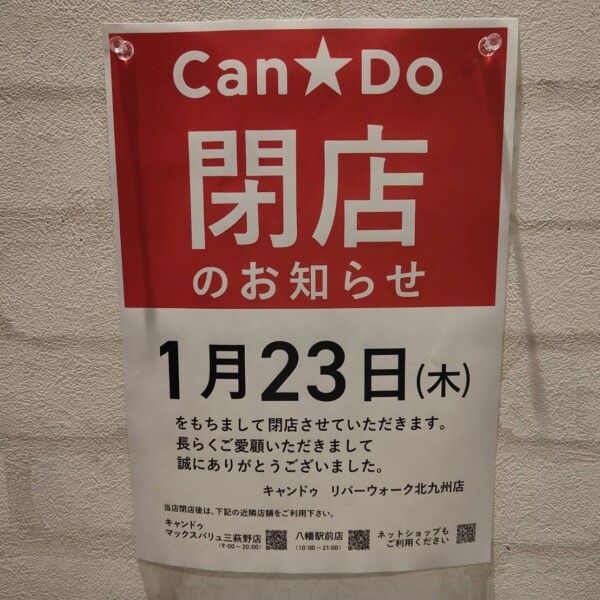 Can★Do
閉店
のお知らせ
1月23日(木)
をもちまして閉店させていただきます。
長らくご愛顧いただきまして
誠にありがとうございました。
キャンドゥ リバーウォーク北九州店
当店閉店後は、下記の近隣店舗をご利用下さい。
キャンドゥ
マックスバリュ三萩野店
(9:00～20:00)
八幡駅前店
(10:00～21:00)
ネットショップも
ご利用ください